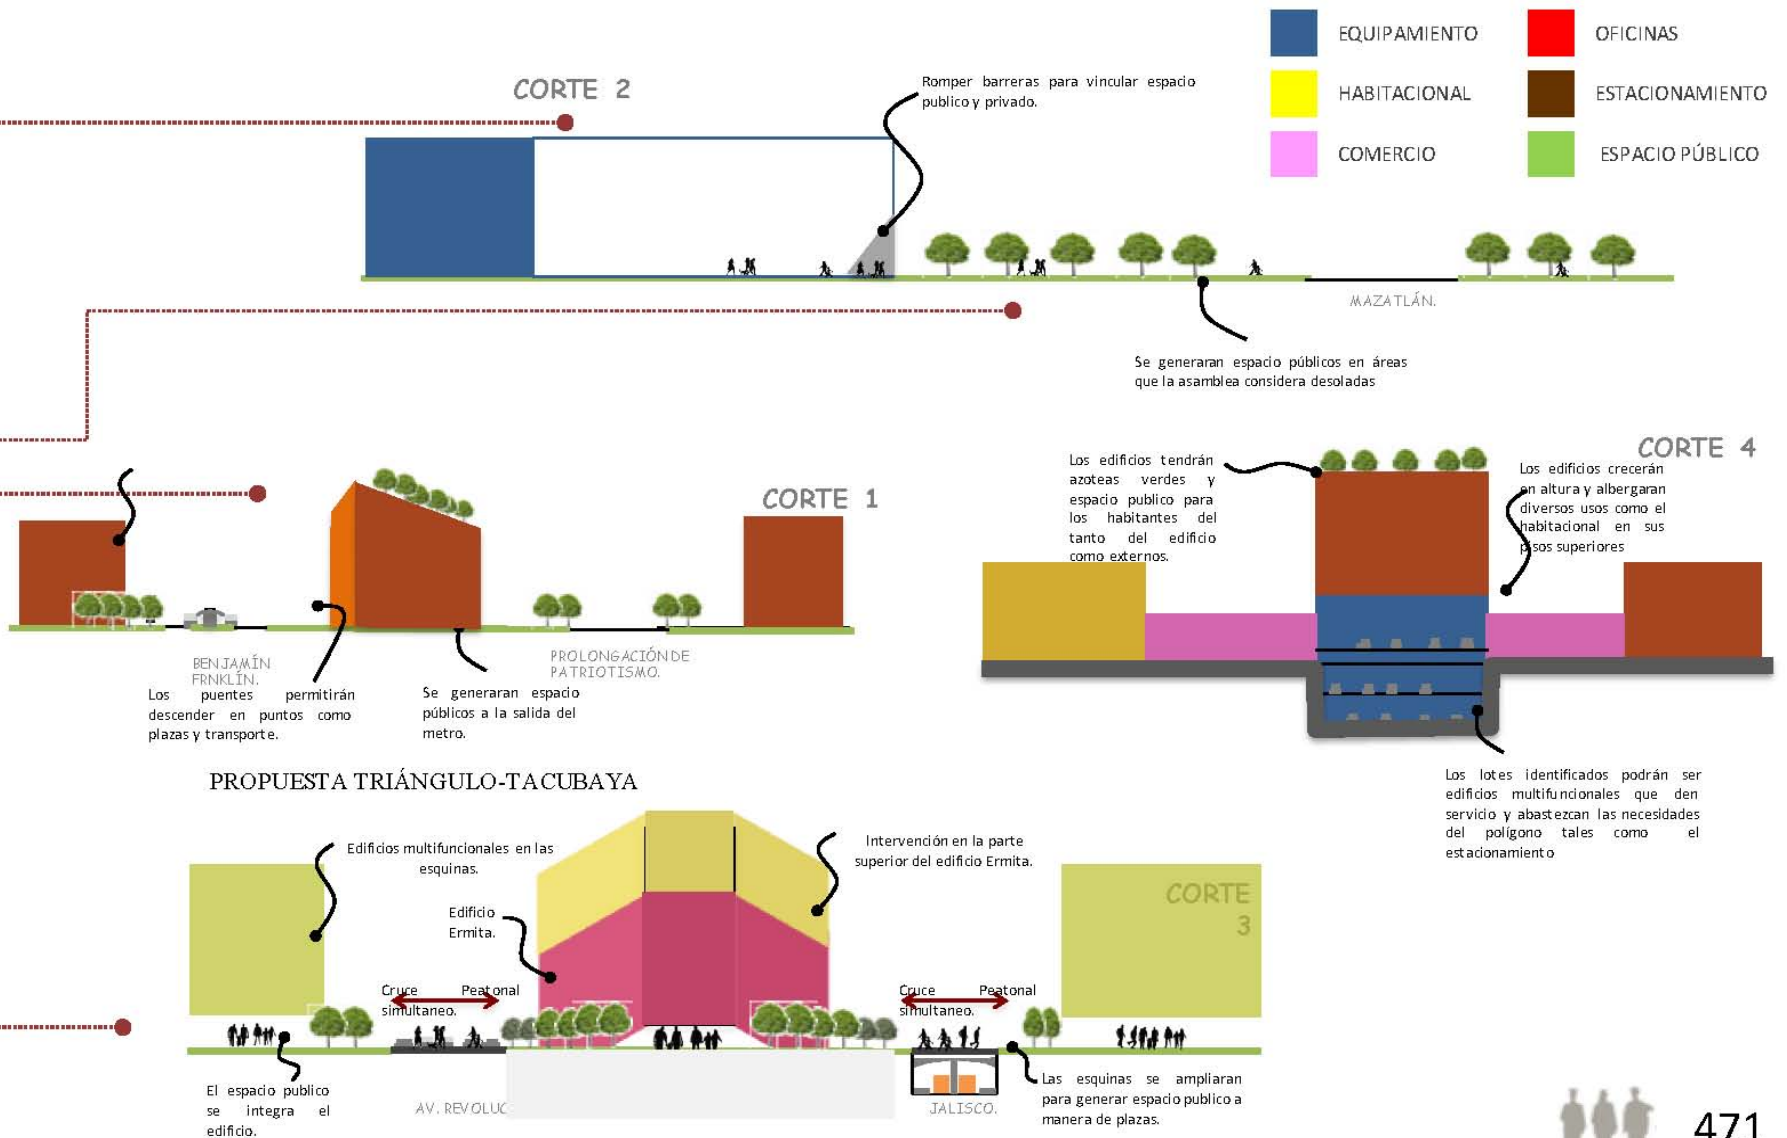 EQUIPAMIENTO
OFICINAS
HABITACIONAL
ESTACIONAMIENTO
COMERCIO
ESPACIO PÚBLICO
CORTE 2
Romper barreras para vincular espacio
publico y privado.
MAZATLÁN.
Se generaran espacio públicos en áreas
que la asamblea considera desoladas
CORTE 1
BENJAMÍN
FRNKLÍN.
PROLONGACIÓN DE
PATRIOTISMO.
Los puentes permitirán
descender en puntos como
plazas y transporte.
Se generaran espacio
públicos a la salida del
metro.
CORTE 4
Los edificios tendrán
azoteas verdes y
espacio publico para
los habitantes del
tanto del edificio
como externos.
Los edificios crecerán
en altura y albergaran
diversos usos como el
habitacional en sus
pisos superiores
Los lotes identificados podrán ser
edificios multifuncionales que den
servicio y abastezcan las necesidades
del polígono tales como el
estacionamiento
PROPUESTA TRIÁNGULO-TACUBAYA
Edificios multifuncionales en las
esquinas.
Intervención en la parte
superior del edificio Ermita.
CORTE
3
Edificio
Ermita.
Cruce Peatonal
simultaneo.
Cruce Peatonal
simultaneo.
El espacio publico
se integra el
edificio.
AV. REVOLUC
JALISCO.
Las esquinas se ampliaran
para generar espacio publico a
manera de plazas.
471